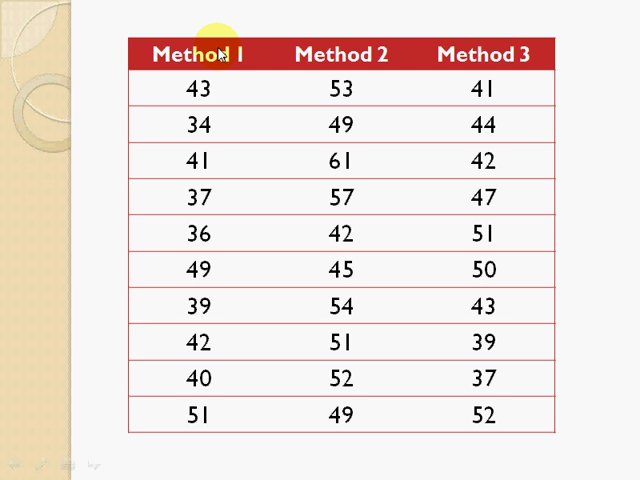 Method 1 Method 2 Method 3
43 53 41
34 49 44
41 61 42
37 57 47
36 42 51
49 45 50
39 54 43
42 51 39
40 52 37
51 49 52